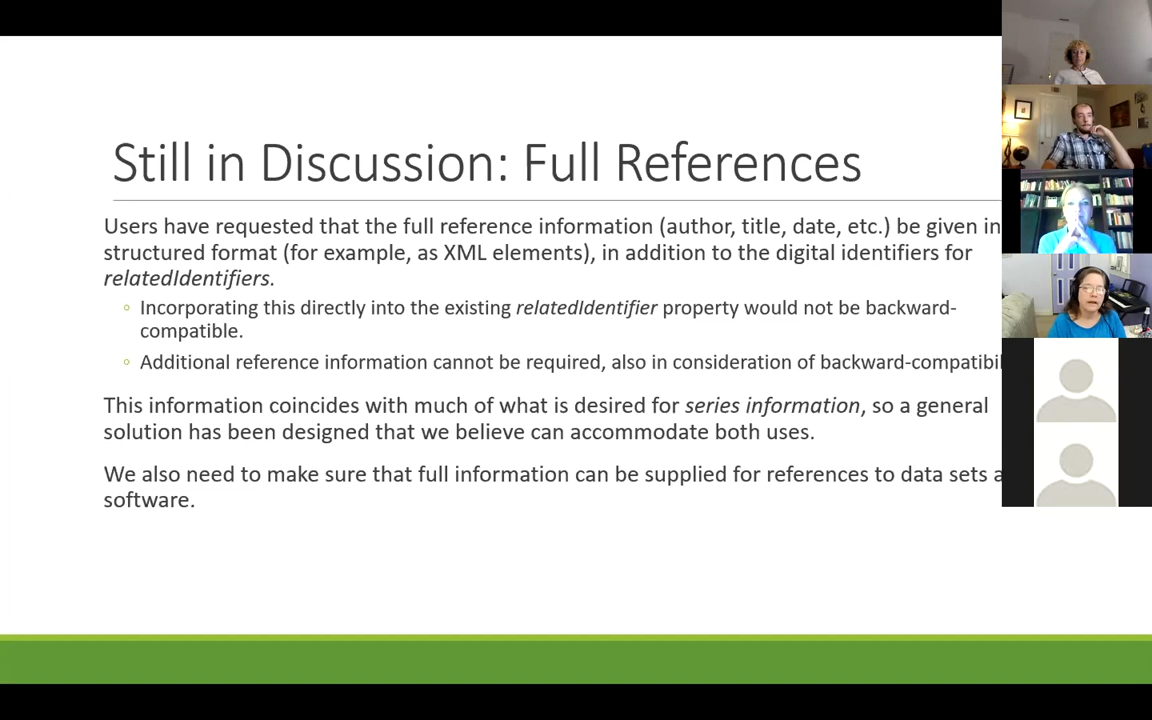 Still in Discussion: Full References
Users have requested that the full reference information (author, title, date, etc.) be given in
structured format (for example, as XML elements), in addition to the digital identifiers for
relatedIdentifiers.
Incorporating this directly into the existing relatedIdentifier property would not be backward-
compatible.
Additional reference information cannot be required, also in consideration of backward-compatibil
This information coincides with much of what is desired for series information, so a general
solution has been designed that we believe can accommodate both uses.
We also need to make sure that full information can be supplied for references to data sets a
software.